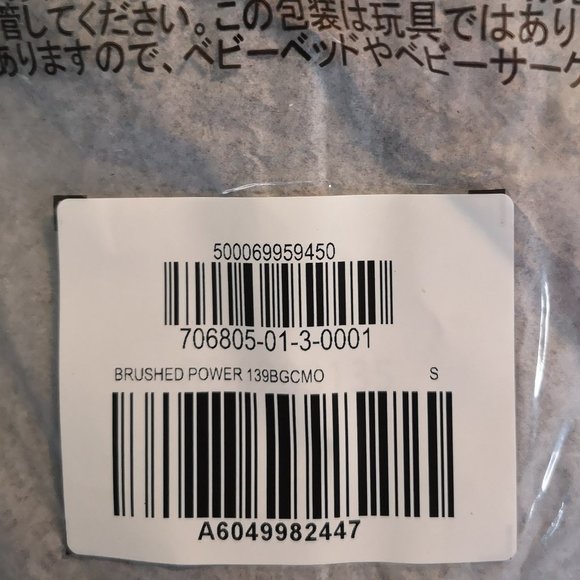 管してください。この包装は玩具ではあり
ありますので、ベビーベッドやベビーサーク
500069959450
706805-01-3-0001
BRUSHED POWER 139BGCMO S
A6049982447